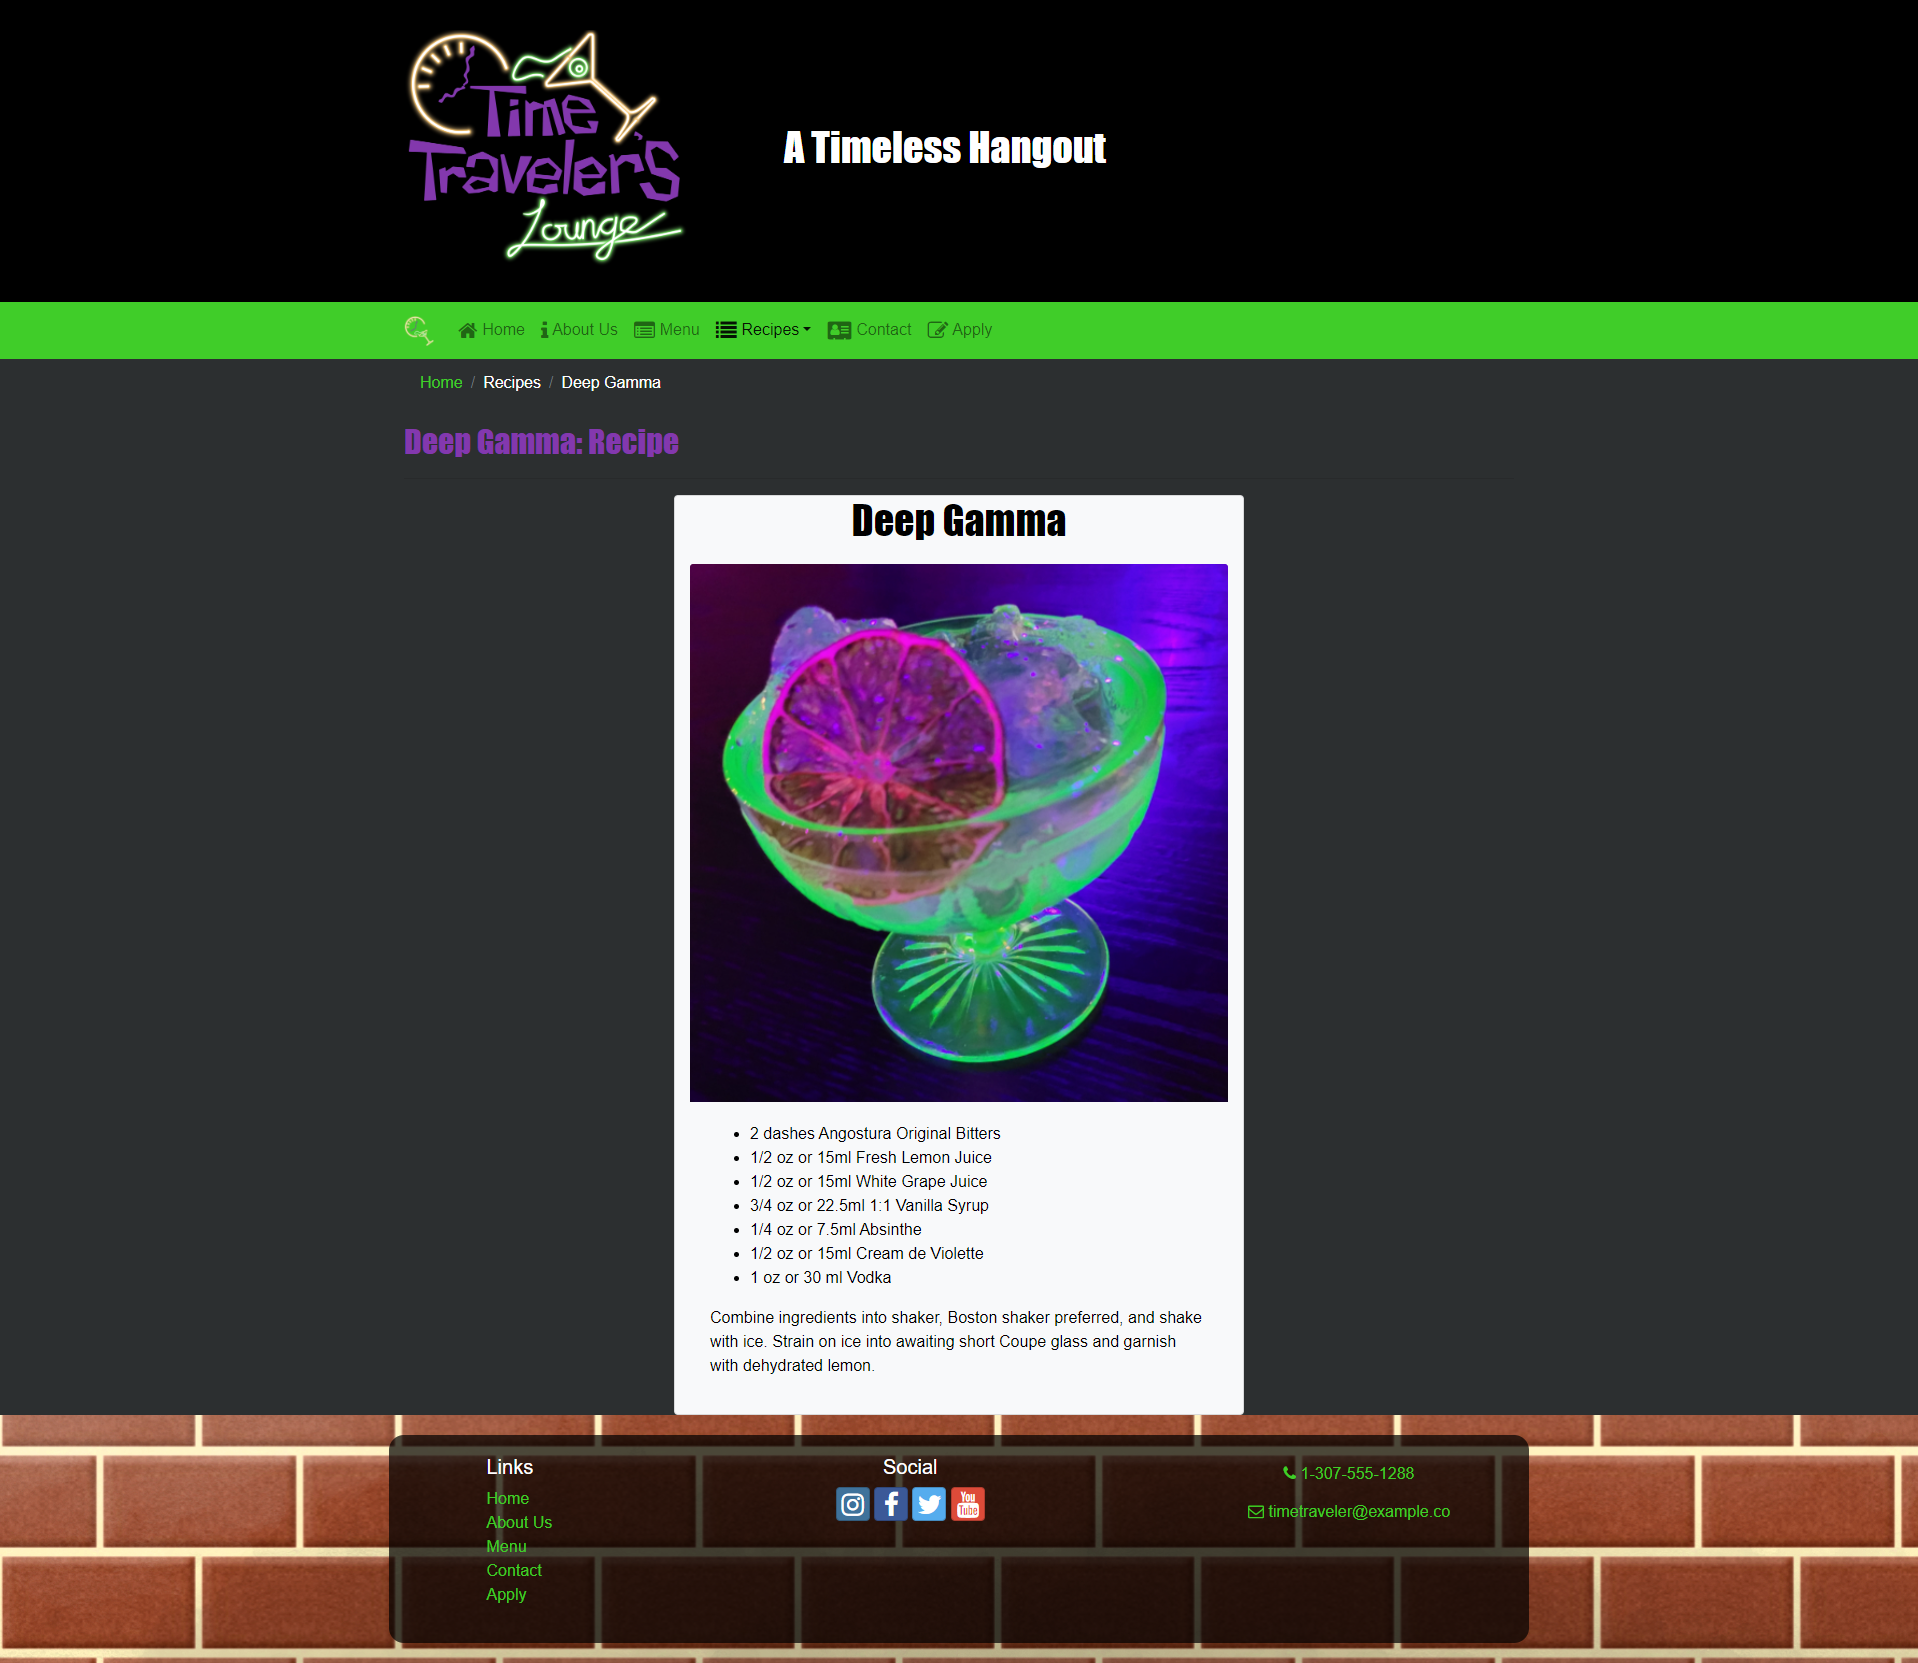 Time
Traveler's
Lounge
A Timeless Hangout
Home About Us Menu Recipes Contact Apply
Home / Recipes / Deep Gamma
Deep Gamma: Recipe
Deep Gamma
• 2 dashes Angostura Original Bitters
• 1/2 oz or 15ml Fresh Lemon Juice
• 1/2 oz or 15ml White Grape Juice
• 3/4 oz or 22.5ml 1:1 Vanilla Syrup
• 1/4 oz or 7.5ml Absinthe
• 1/2 oz or 15ml Cream de Violette
• 1 oz or 30 ml Vodka
Combine ingredients into shaker, Boston shaker preferred, and shake
with ice. Strain on ice into awaiting short Coupe glass and garnish
with dehydrated lemon.
Links
Home
About Us
Menu
Contact
Apply
Social
You
Tube
1-307-555-1288
timetraveler@example.co